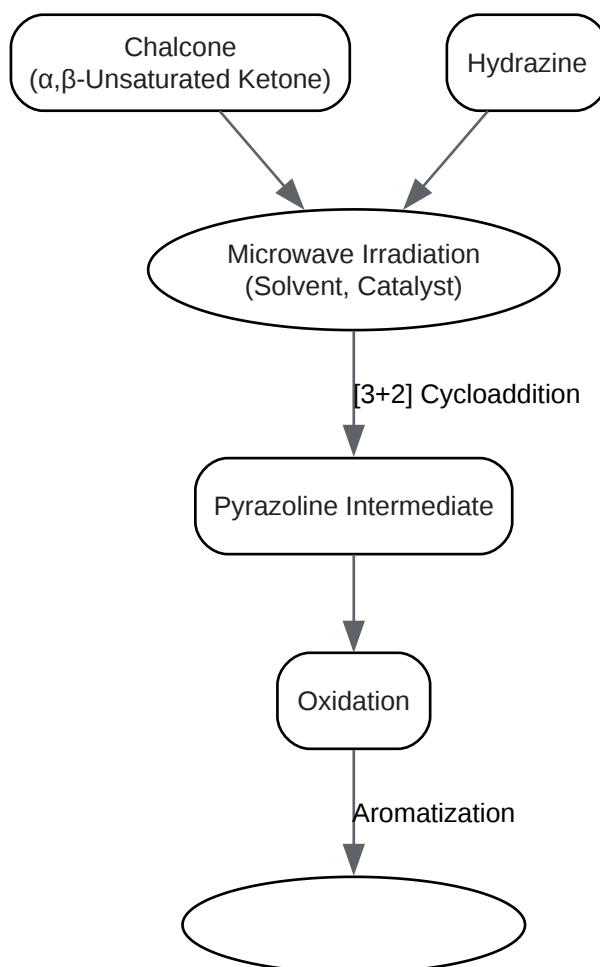 Chalcone
(α,β-Unsaturated Ketone)
Hydrazine
Microwave Irradiation
(Solvent, Catalyst)
[3+2] Cycloaddition
Pyrazoline Intermediate
Oxidation
Aromatization